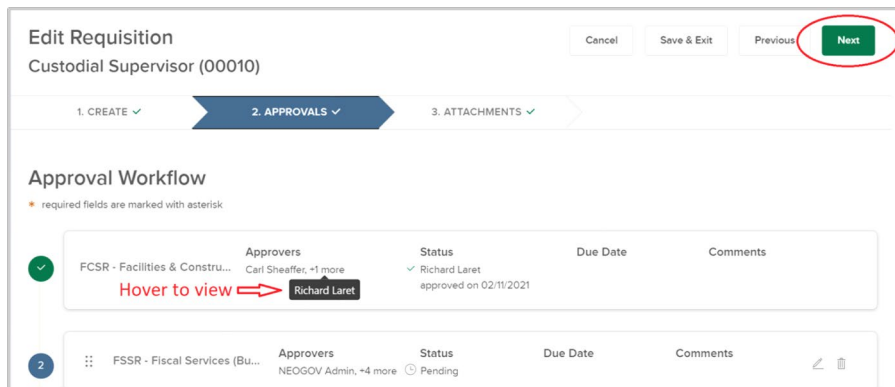 Edit Requisition
Cancel
Save & Exit
Previous
Next
Custodial Supervisor (00010)
1. CREATE ✓
2. APPROVALS ✓
3. ATTACHMENTS ✓
Approval Workflow
* required fields are marked with asterisk
Approvers
Status
Due Date
Comments
FCSR - Facilities & Constru...
Carl Sheaffer, +1 more
✓ Richard Laret
approved on 02/11/2021
Hover to view
Richard Laret
2
FSSR - Fiscal Services (Bu...
Approvers
Status
Due Date
Comments
NEOGOV Admin, +4 more
Pending